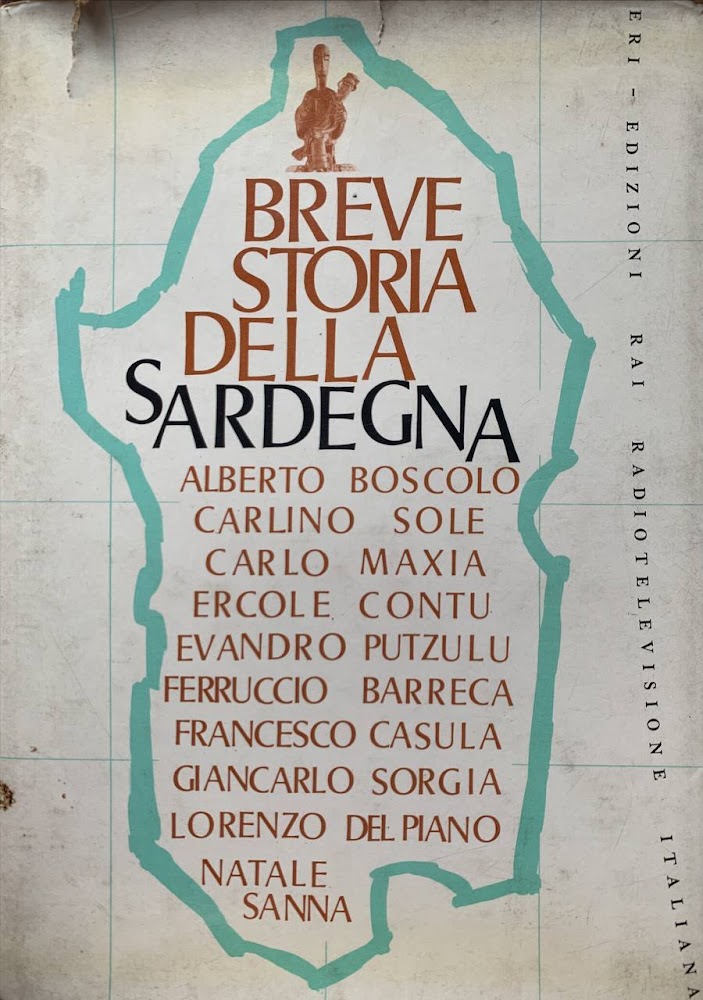 BREVE
STORIA
DELLA
SARDEGNA
ALBERTO BOSCOLO
CARLINO SOLE
CARLO MAXIA
ERCOLE CONTU
EVANDRO PUTZULU
FERRUCCIO BARRECA
FRANCESCO CASULA
GIANCARLO SORGIA
LORENZO DEL PIANO
NATALE
SANNA
ERI - EDIZIONI RAI RADIOTELEVISIONE ITALIANA